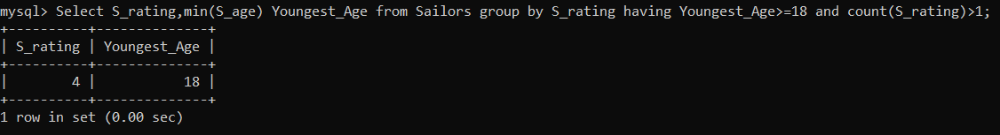 mysql> Select S_rating,min(S_age) Youngest_Age from Sailors group by S_rating having Youngest_Age>=18 and count(S_rating)>1;
+----------+--------------+
| S_rating | Youngest_Age |
+----------+--------------+
|        4 |           18 |
+----------+--------------+
1 row in set (0.00 sec)